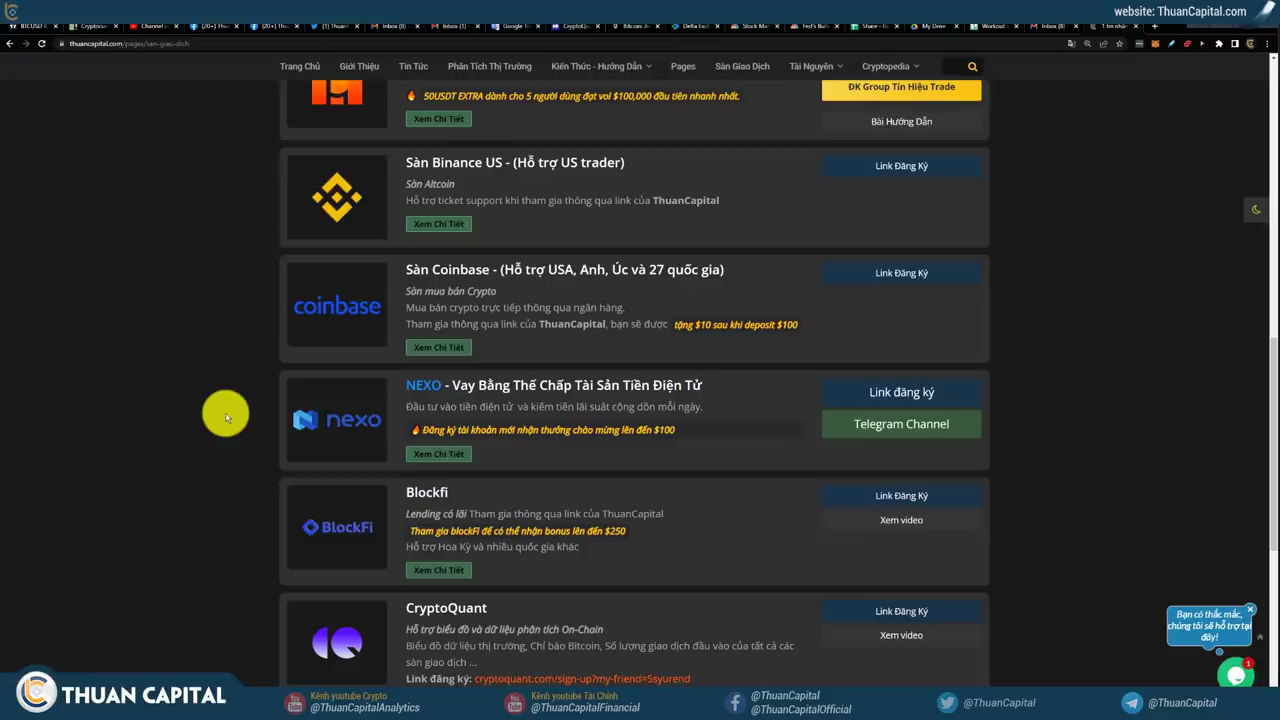 website: ThuanCapital.com
thuancapital.com/pages/san-giao-dich
Trang Chủ
Giới Thiệu
Tin Tức
Phân Tích Thị Trường
Kiến Thức - Hướng Dẫn
Pages
Sàn Giao Dịch
Tài Nguyên
Cryptopedia
50USDT EXTRA dành cho 5 người dùng đạt vol $100,000 đầu tiên nhanh nhất.
Xem Chi Tiết
ĐK Group Tín Hiệu Trade
Bài Hướng Dẫn
Sàn Binance US - (Hỗ trợ US trader)
Sàn Altcoin
Hỗ trợ ticket support khi tham gia thông qua link của ThuanCapital
Xem Chi Tiết
Link Đăng Ký
coinbase
Sàn Coinbase - (Hỗ trợ USA, Anh, Úc và 27 quốc gia)
Sàn mua bán Crypto
Mua bán crypto trực tiếp thông qua ngân hàng.
Tham gia thông qua link của ThuanCapital, bạn sẽ được tặng $10 sau khi deposit $100
Xem Chi Tiết
Link Đăng Ký
nexo
NEXO - Vay Bằng Thế Chấp Tài Sản Tiền Điện Tử
Đầu tư vào tiền điện tử và kiếm tiền lãi suất cộng dồn mỗi ngày.
Đăng ký tài khoản mới nhận thưởng chào mừng lên đến $100
Xem Chi Tiết
Link đăng ký
Telegram Channel
BlockFi
Blockfi
Lending có lãi Tham gia thông qua link của ThuanCapital
Tham gia blockFi để có thể nhận bonus lên đến $250
Hỗ trợ Hoa Kỳ và nhiều quốc gia khác
Xem Chi Tiết
Link Đăng Ký
Xem video
CryptoQuant
Hỗ trợ biểu đồ và dữ liệu phân tích On-Chain
Biểu đồ dữ liệu thị trường, Chỉ báo Bitcoin, Số lượng giao dịch đầu vào của tất cả các
sàn giao dịch ...
Link đăng ký: cryptoquant.com/sign-up?my-friend=5syurend
Link Đăng Ký
Xem video
Bạn có thắc mắc,
chúng tôi sẽ hỗ trợ tại
đây!
1
THUAN CAPITAL
Kênh youtube Crypto
@ThuanCapitalAnalytics
Kênh youtube Tài Chính
@ThuanCapitalFinancial
@ThuanCapital
@ThuanCapitalOfficial
@ThuanCapital
@ThuanCapital